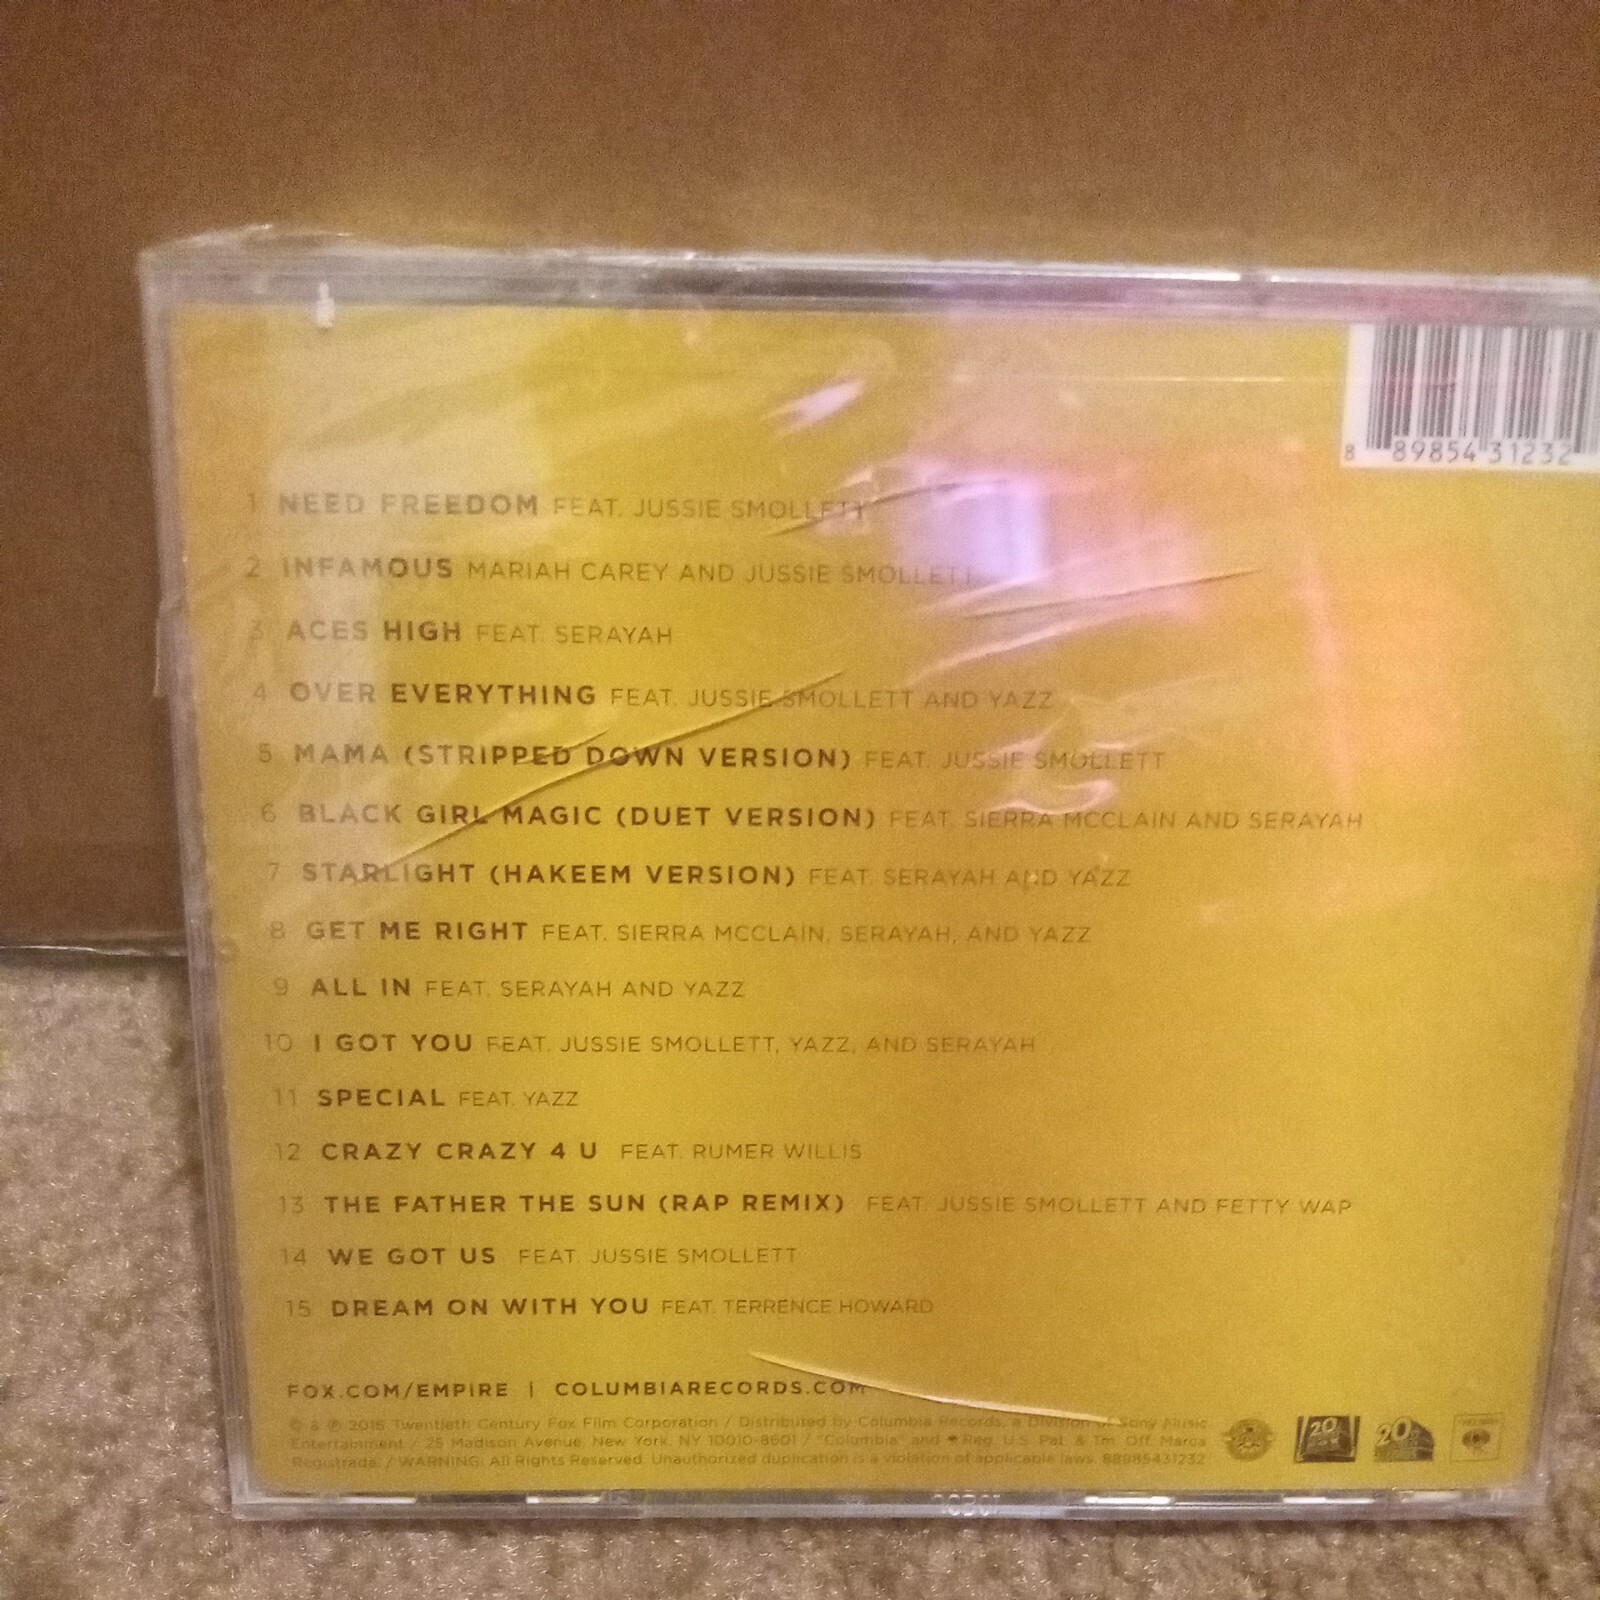 8 89854 31232
1 NEED FREEDOM FEAT. JUSSIE SMOLLETT
2 INFAMOUS MARIAH CAREY AND JUSSIE SMOLLETT
3 ACES HIGH FEAT. SERAYAH
4 OVER EVERYTHING FEAT. JUSSIE SMOLLETT AND YAZZ
5 MAMA (STRIPPED DOWN VERSION) FEAT. JUSSIE SMOLLETT
6 BLACK GIRL MAGIC (DUET VERSION) FEAT. SIERRA MCCLAIN AND SERAYAH
7 STARLIGHT (HAKEEM VERSION) FEAT. SERAYAH AND YAZZ
8 GET ME RIGHT FEAT. SIERRA MCCLAIN, SERAYAH, AND YAZZ
9 ALL IN FEAT. SERAYAH AND YAZZ
10 I GOT YOU FEAT. JUSSIE SMOLLETT, YAZZ, AND SERAYAH
11 SPECIAL FEAT. YAZZ
12 CRAZY CRAZY 4 U FEAT. RUMER WILLIS
13 THE FATHER THE SUN (RAP REMIX) FEAT. JUSSIE SMOLLETT AND FETTY WAP
14 WE GOT US FEAT. JUSSIE SMOLLETT
15 DREAM ON WITH YOU FEAT. TERRENCE HOWARD
FOX.COM/EMPIRE | COLUMBIARECORDS.COM
© & ℗ 2016 Twentieth Century Fox Film Corporation / Distributed by Columbia Records, a Division of Sony Music
Entertainment / 25 Madison Avenue, New York, NY 10010-8601 / "Columbia" and Reg. U.S. Pat. & Tm. Off. Marca
Registrada. / WARNING: All Rights Reserved. Unauthorized duplication is a violation of applicable laws. 88985431232
20
20